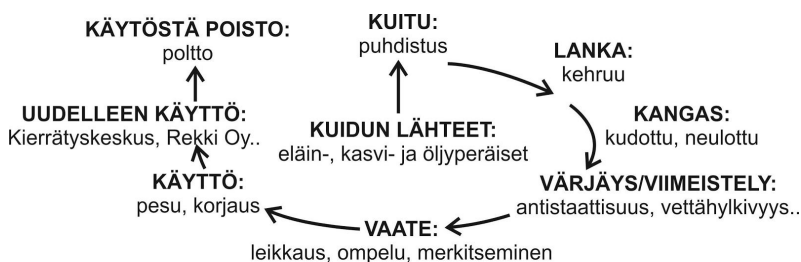 KUIDUN LÄHTEET:
eläin-, kasvi- ja öljyperäiset
KUITU:
puhdistus
LANKA:
kehruu
KANGAS:
kudottu, neulottu
VÄRJÄYS/VIIMEISTELY:
antistaattisuus, vettähylkivyys..
VAATE:
leikkaus, ompelu, merkitseminen
KÄYTTÖ:
pesu, korjaus
UUDELLEEN KÄYTTÖ:
Kierrätyskeskus, Rekki Oy..
KÄYTÖSTÄ POISTO:
poltto